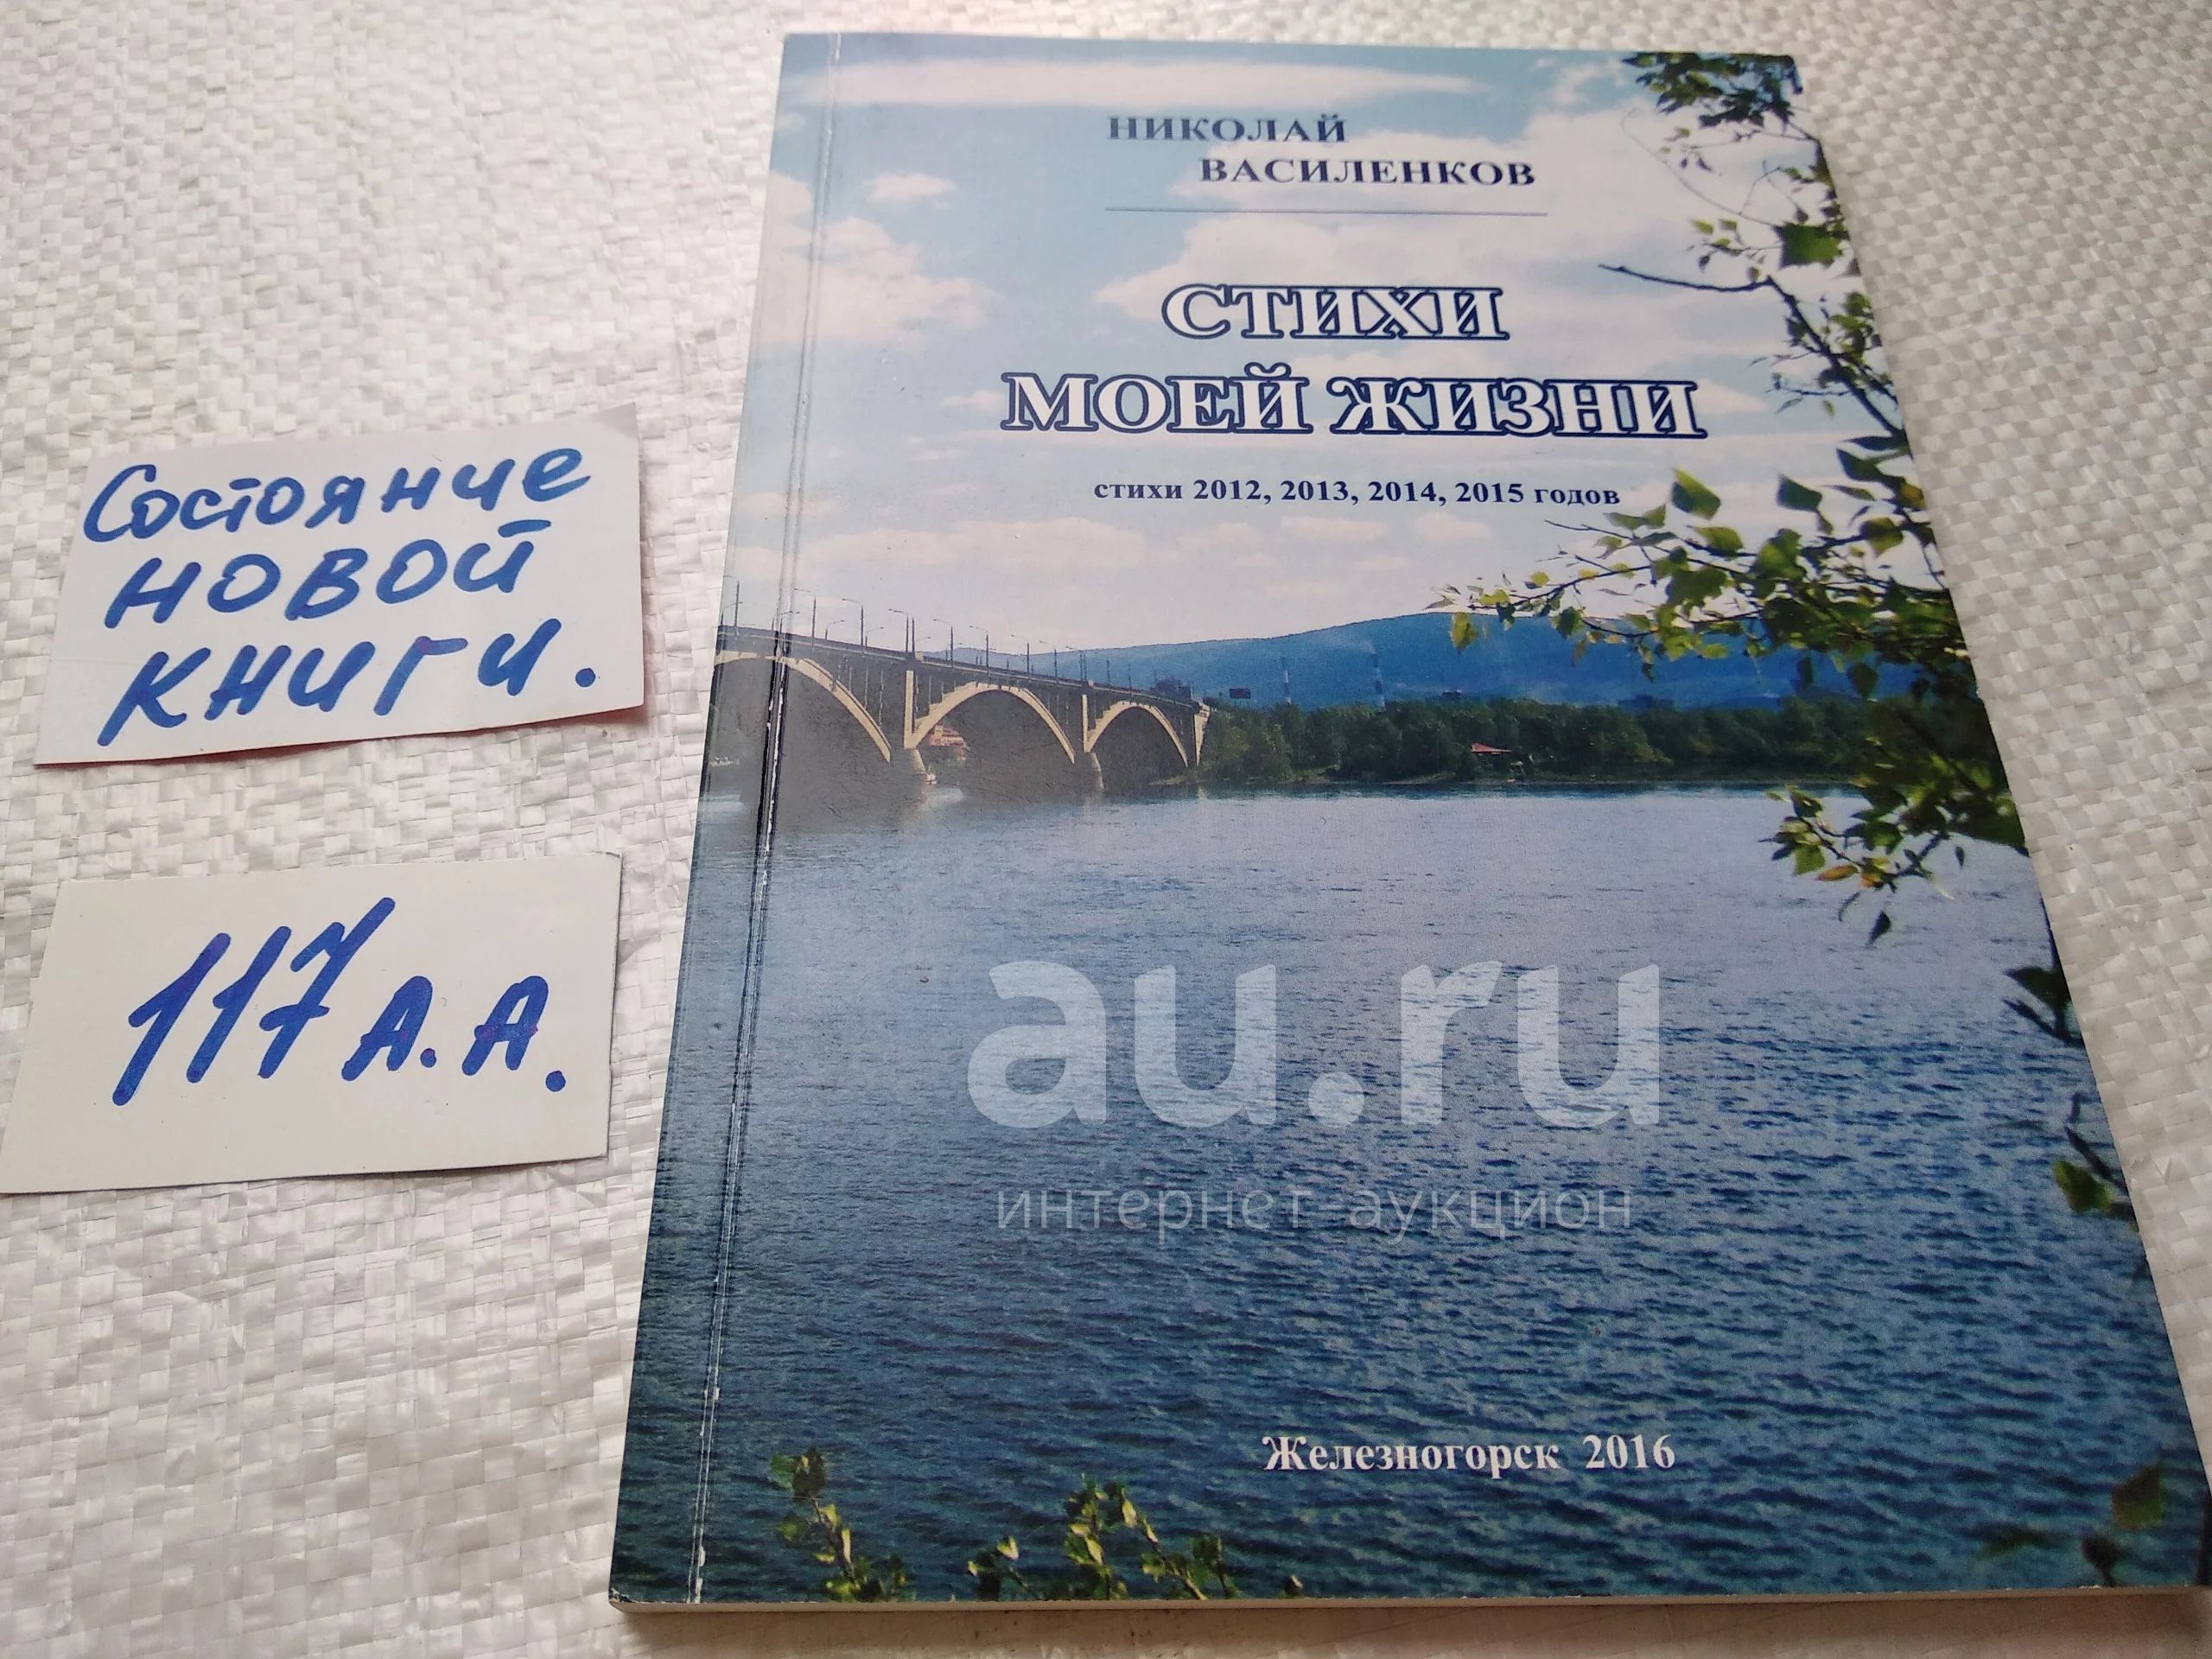 НИКОЛАЙ
ВАСИЛЕНКОВ
СТИХИ
МОЕЙ ЖИЗНИ
стихи 2012, 2013, 2014, 2015 годов
Состояние
новой
книги.
117 А.А.
au.ru
интернет-аукцион
Железногорск 2016